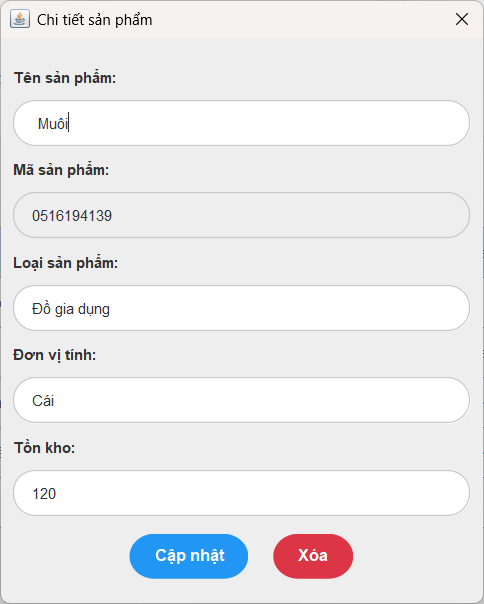 Chi tiết sản phẩm
Tên sản phẩm:
Muôi
Mã sản phẩm:
0516194139
Loại sản phẩm:
Đồ gia dụng
Đơn vị tính:
Cái
Tồn kho:
120
Cập nhật
Xóa